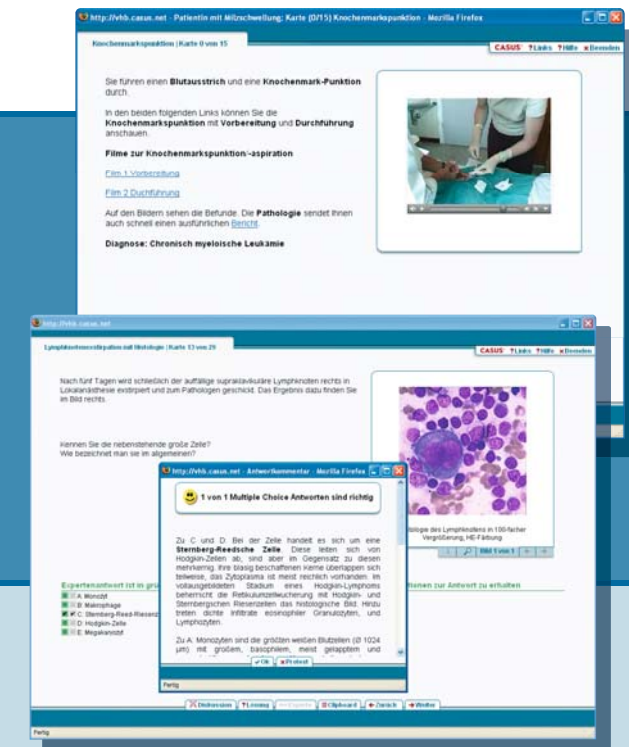 http://vhb.casus.net - Patientin mit Milzschwellung: Karte (0/15) Knochenmarkspunktion - Mozilla Firefox
Knochenmarkspunktion | Karte 0 von 15
CASUS ?Links ?Hilfe xBeenden
Sie führen einen Blutausstrich und eine Knochenmark-Punktion
durch.
In den beiden folgenden Links können Sie die
Knochenmarkspunktion mit Vorbereitung und Durchführung
anschauen.
Filme zur Knochenmarkspunktion/-aspiration
Film 1 Vorbereitung
Film 2 Duchführung
Auf den Bildern sehen die Befunde. Die Pathologie sendet Ihnen
auch schnell einen ausführlichen Bericht.
Diagnose: Chronisch myeloische Leukämie
http://vhb.casus.net
Lymphknotenexstirpation mit Histologie | Karte 13 von 29
CASUS ?Links ?Hilfe xBeenden
Nach fünf Tagen wird schließlich der auffällige supraklavikuläre Lymphknoten rechts in
Lokalanästhesie exstirpiert und zum Pathologen geschickt. Das Ergebnis dazu finden Sie
im Bild rechts.
Kennen Sie die nebenstehende große Zelle?
Wie bezeichnet man sie im allgemeinen?
http://vhb.casus.net - Antwortkommentar - Mozilla Firefox
1 von 1 Multiple Choice Antworten sind richtig
Zu C und D: Bei der Zelle handelt es sich um eine
Sternberg-Reedsche Zelle. Diese leiten sich von
Hodgkin-Zellen ab, sind aber im Gegensatz zu diesen
mehrkernig. Ihre blasig beschaffenen Kerne überlappen sich
teilweise, das Zytoplasma ist meist reichlich vorhanden. Im
vollausgebildeten Stadium eines Hodgkin-Lymphoms
beherrscht die Retikulumzellwucherung mit Hodgkin- und
Sternbergschen Riesenzellen das histologische Bild. Hinzu
treten dichte Infiltrate eosinophiler Granulozyten, und
Lymphozyten.
Zu A: Monozyten sind die größten weißen Blutzellen (Ø 1024
µm) mit großem, basophilem, meist gelapptem und
OK Protest
Fertig
ologie des Lymphknotens in 100-facher
Vergrößerung, HE-Färbung
Bild 1 von 1
Expertenantwort ist in grü
tionen zur Antwort zu erhalten
A: Monozyt
B: Makrophage
C: Sternberg-Reed-Riesenz
D: Hodgkin-Zelle
E: Megakaryozyt
Diskussion ?Lösung Clipboard Zurück Weiter
Fertig